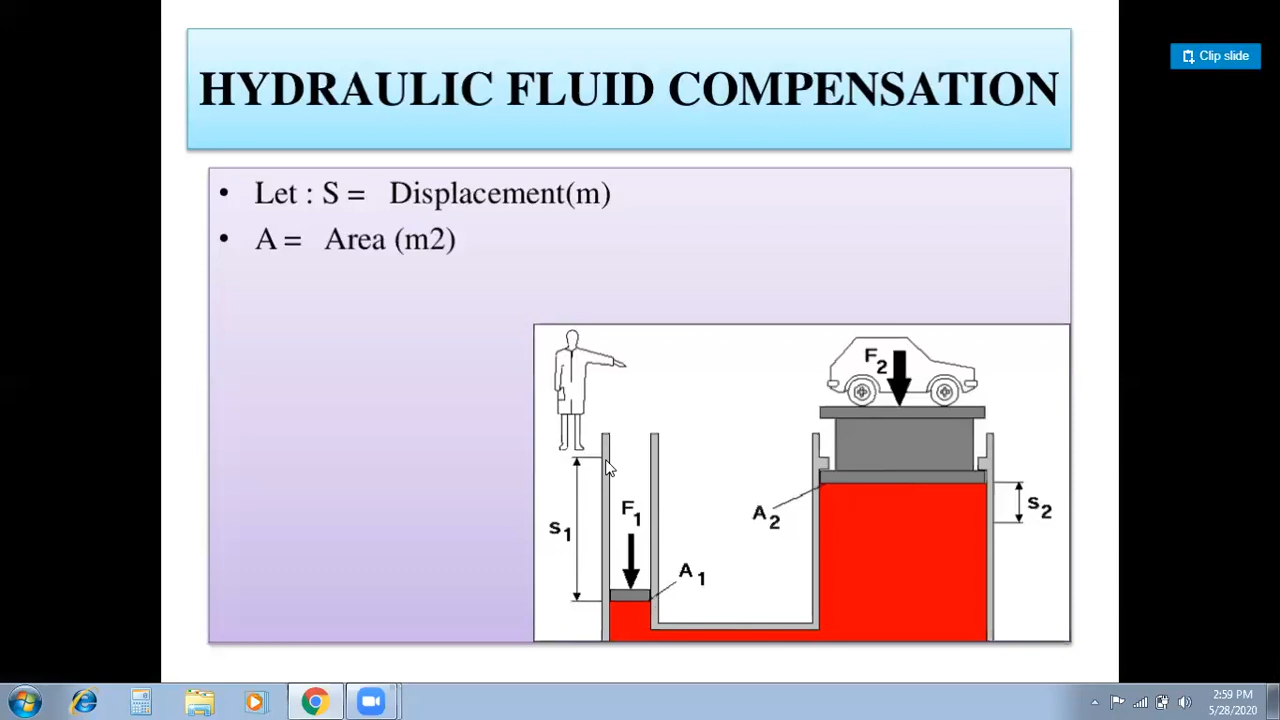 Clip slide
HYDRAULIC FLUID COMPENSATION
• Let : S = Displacement(m)
• A = Area (m2)
F2
F1
s1
A1
A2
s2
2:59 PM
5/28/2020